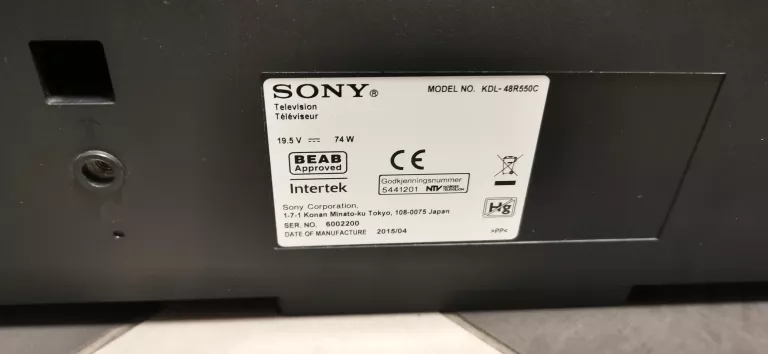 SONY®
MODEL NO. KDL-48R550C
Television
Téléviseur
19.5 V ⎓ 74 W
BEAB
Approved
Intertek
CE
Godkjenningsnummer
5441201 NTV
Sony Corporation,
1-7-1 Konan Minato-ku Tokyo, 108-0075 Japan
SER. NO. 6002200
DATE OF MANUFACTURE 2015/04
Hg
>PP<